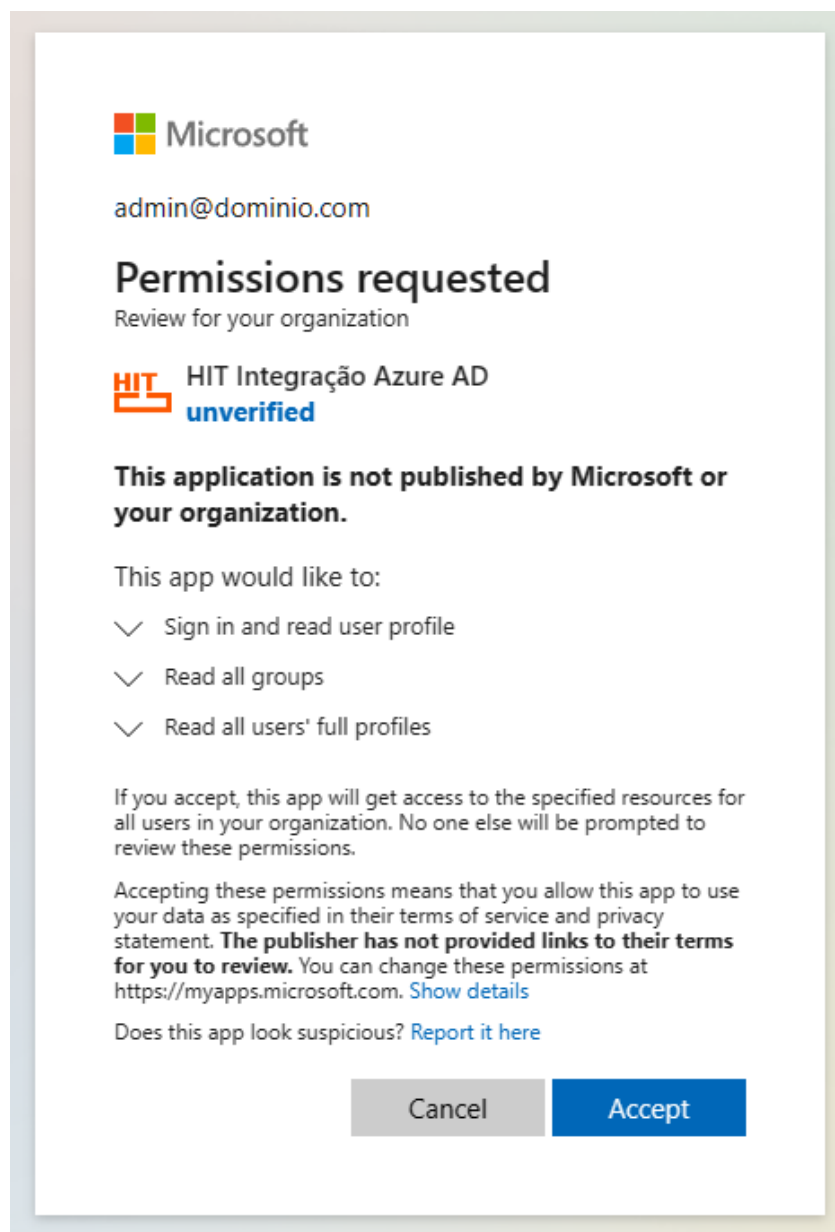 Microsoft
admin@dominio.com
Permissions requested
Review for your organization
HIT
HIT Integração Azure AD
unverified
This application is not published by Microsoft or
your organization.
This app would like to:
Sign in and read user profile
Read all groups
Read all users' full profiles
If you accept, this app will get access to the specified resources for
all users in your organization. No one else will be prompted to
review these permissions.
Accepting these permissions means that you allow this app to use
your data as specified in their terms of service and privacy
statement. The publisher has not provided links to their terms
for you to review. You can change these permissions at
https://myapps.microsoft.com. Show details
Does this app look suspicious? Report it here
Cancel
Accept